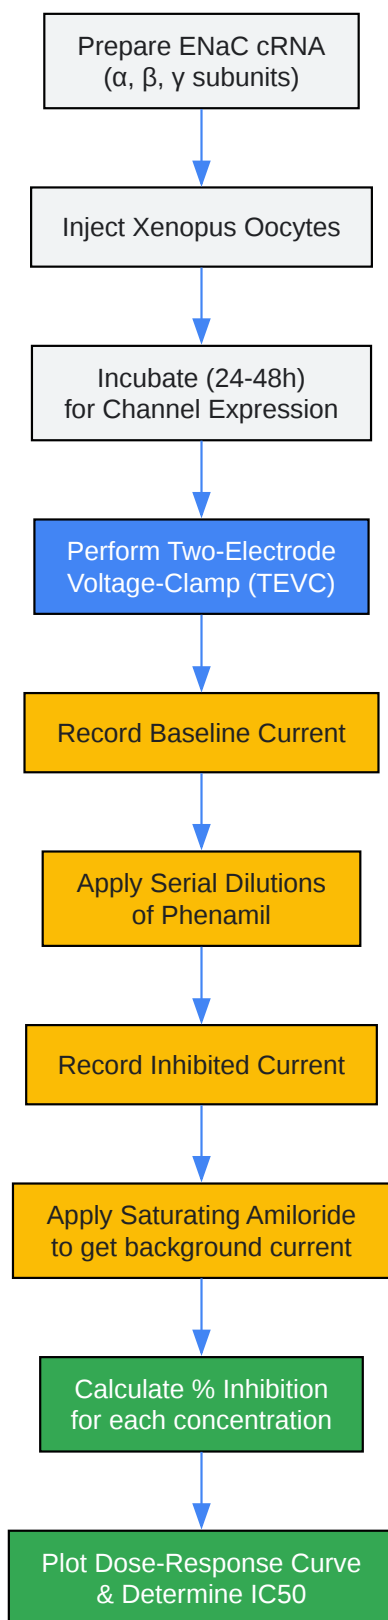 Prepare ENaC cRNA
(α, β, γ subunits)
Inject Xenopus Oocytes
Incubate (24-48h)
for Channel Expression
Perform Two-Electrode
Voltage-Clamp (TEVC)
Record Baseline Current
Apply Serial Dilutions
of Phenamil
Record Inhibited Current
Apply Saturating Amiloride
to get background current
Calculate % Inhibition
for each concentration
Plot Dose-Response Curve
& Determine IC50